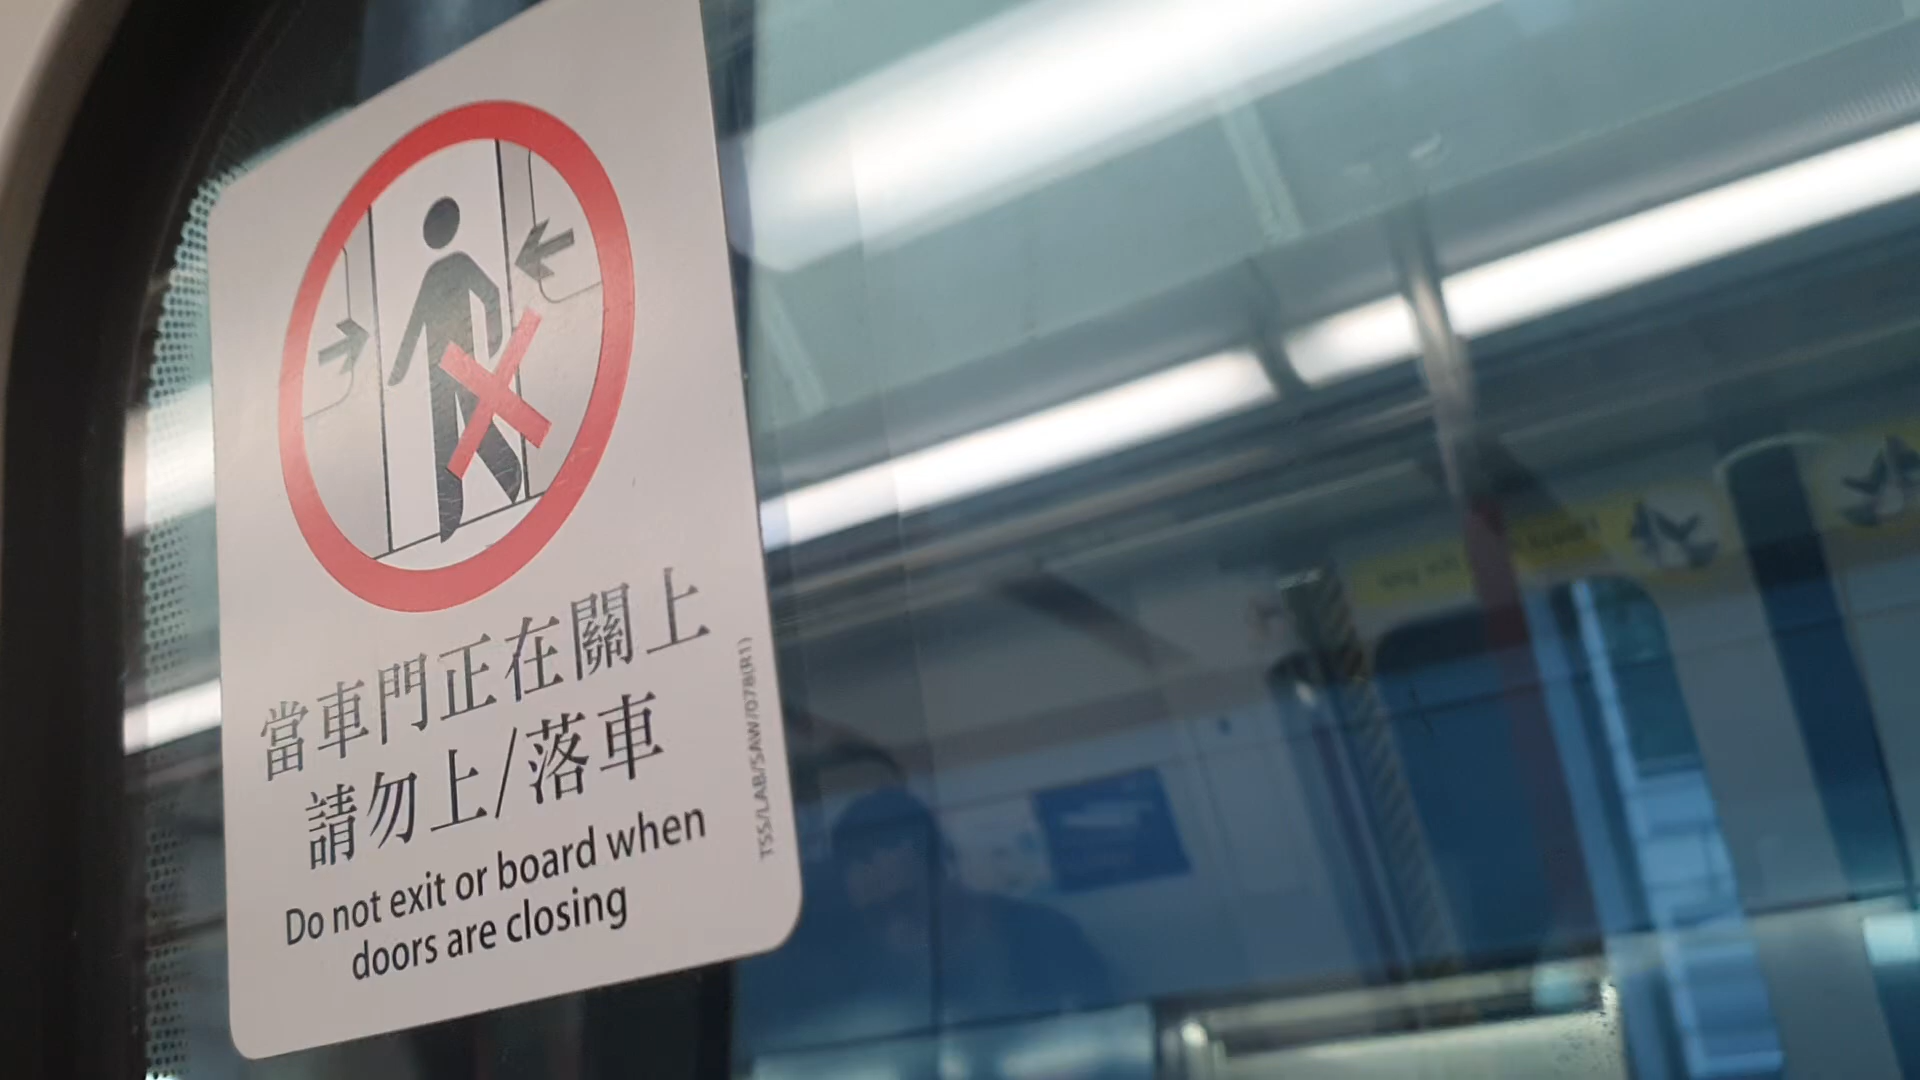 當車門正在關上
請勿上/落車
Do not exit or board when
doors are closing
TSS/LAB/SAW/078(R1)